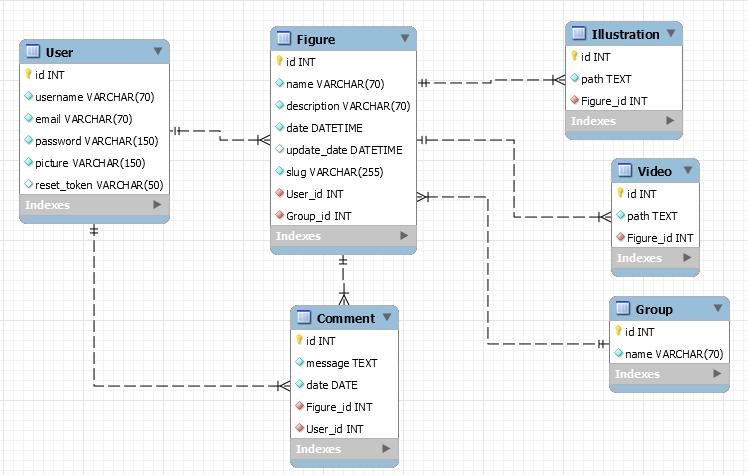 User
id INT
username VARCHAR(70)
email VARCHAR(70)
password VARCHAR(150)
picture VARCHAR(150)
reset_token VARCHAR(50)
Indexes
Figure
id INT
name VARCHAR(70)
description VARCHAR(70)
date DATETIME
update_date DATETIME
slug VARCHAR(255)
User_id INT
Group_id INT
Indexes
Illustration
id INT
path TEXT
Figure_id INT
Indexes
Video
id INT
path TEXT
Figure_id INT
Indexes
Group
id INT
name VARCHAR(70)
Indexes
Comment
id INT
message TEXT
date DATE
Figure_id INT
User_id INT
Indexes